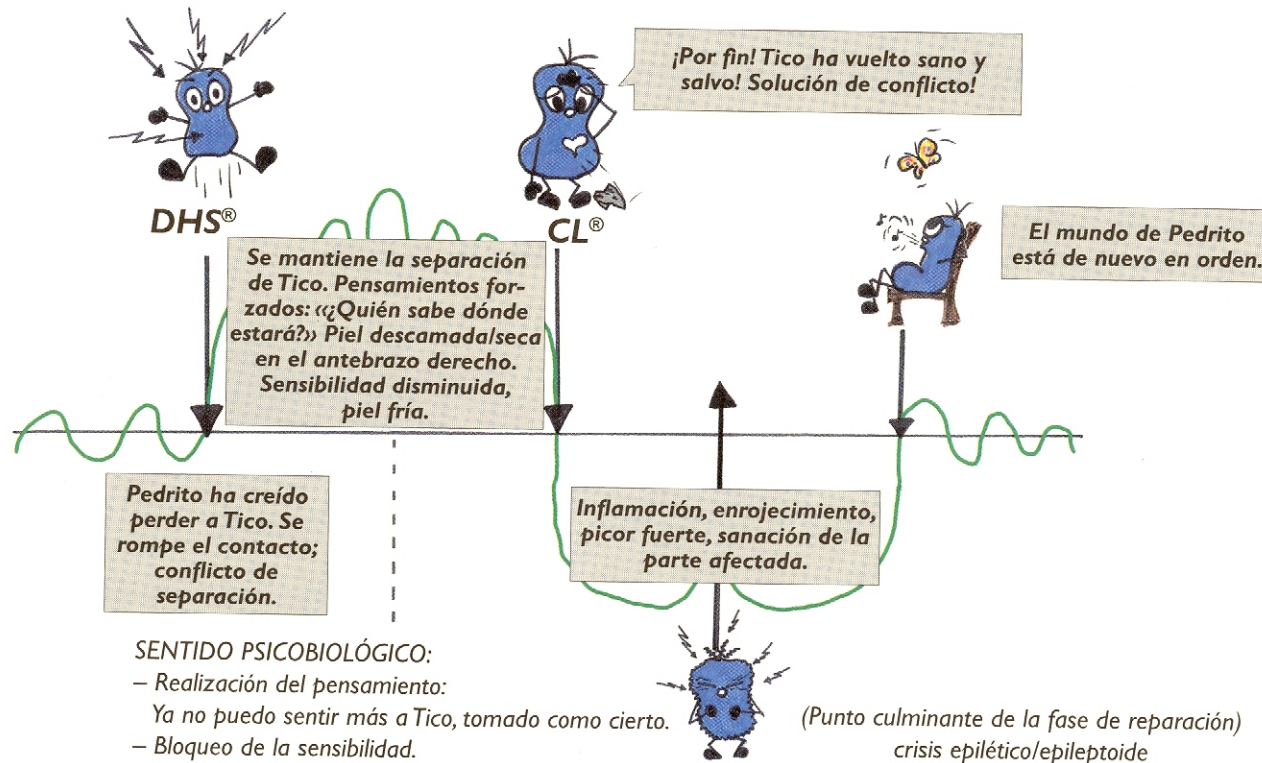 ¡Por fin! Tico ha vuelto sano y
salvo! Solución de conflicto!
DHS®
CL®
Se mantiene la separación
de Tico. Pensamientos for-
zados: «¿Quién sabe dónde
estará?» Piel descamada/seca
en el antebrazo derecho.
Sensibilidad disminuida,
piel fría.
El mundo de Pedrito
está de nuevo en orden.
Pedrito ha creído
perder a Tico. Se
rompe el contacto;
conflicto de
separación.
Inflamación, enrojecimiento,
picor fuerte, sanación de la
parte afectada.
SENTIDO PSICOBIOLÓGICO:
– Realización del pensamiento:
Ya no puedo sentir más a Tico, tomado como cierto.
– Bloqueo de la sensibilidad.
(Punto culminante de la fase de reparación)
crisis epilético/epileptoide